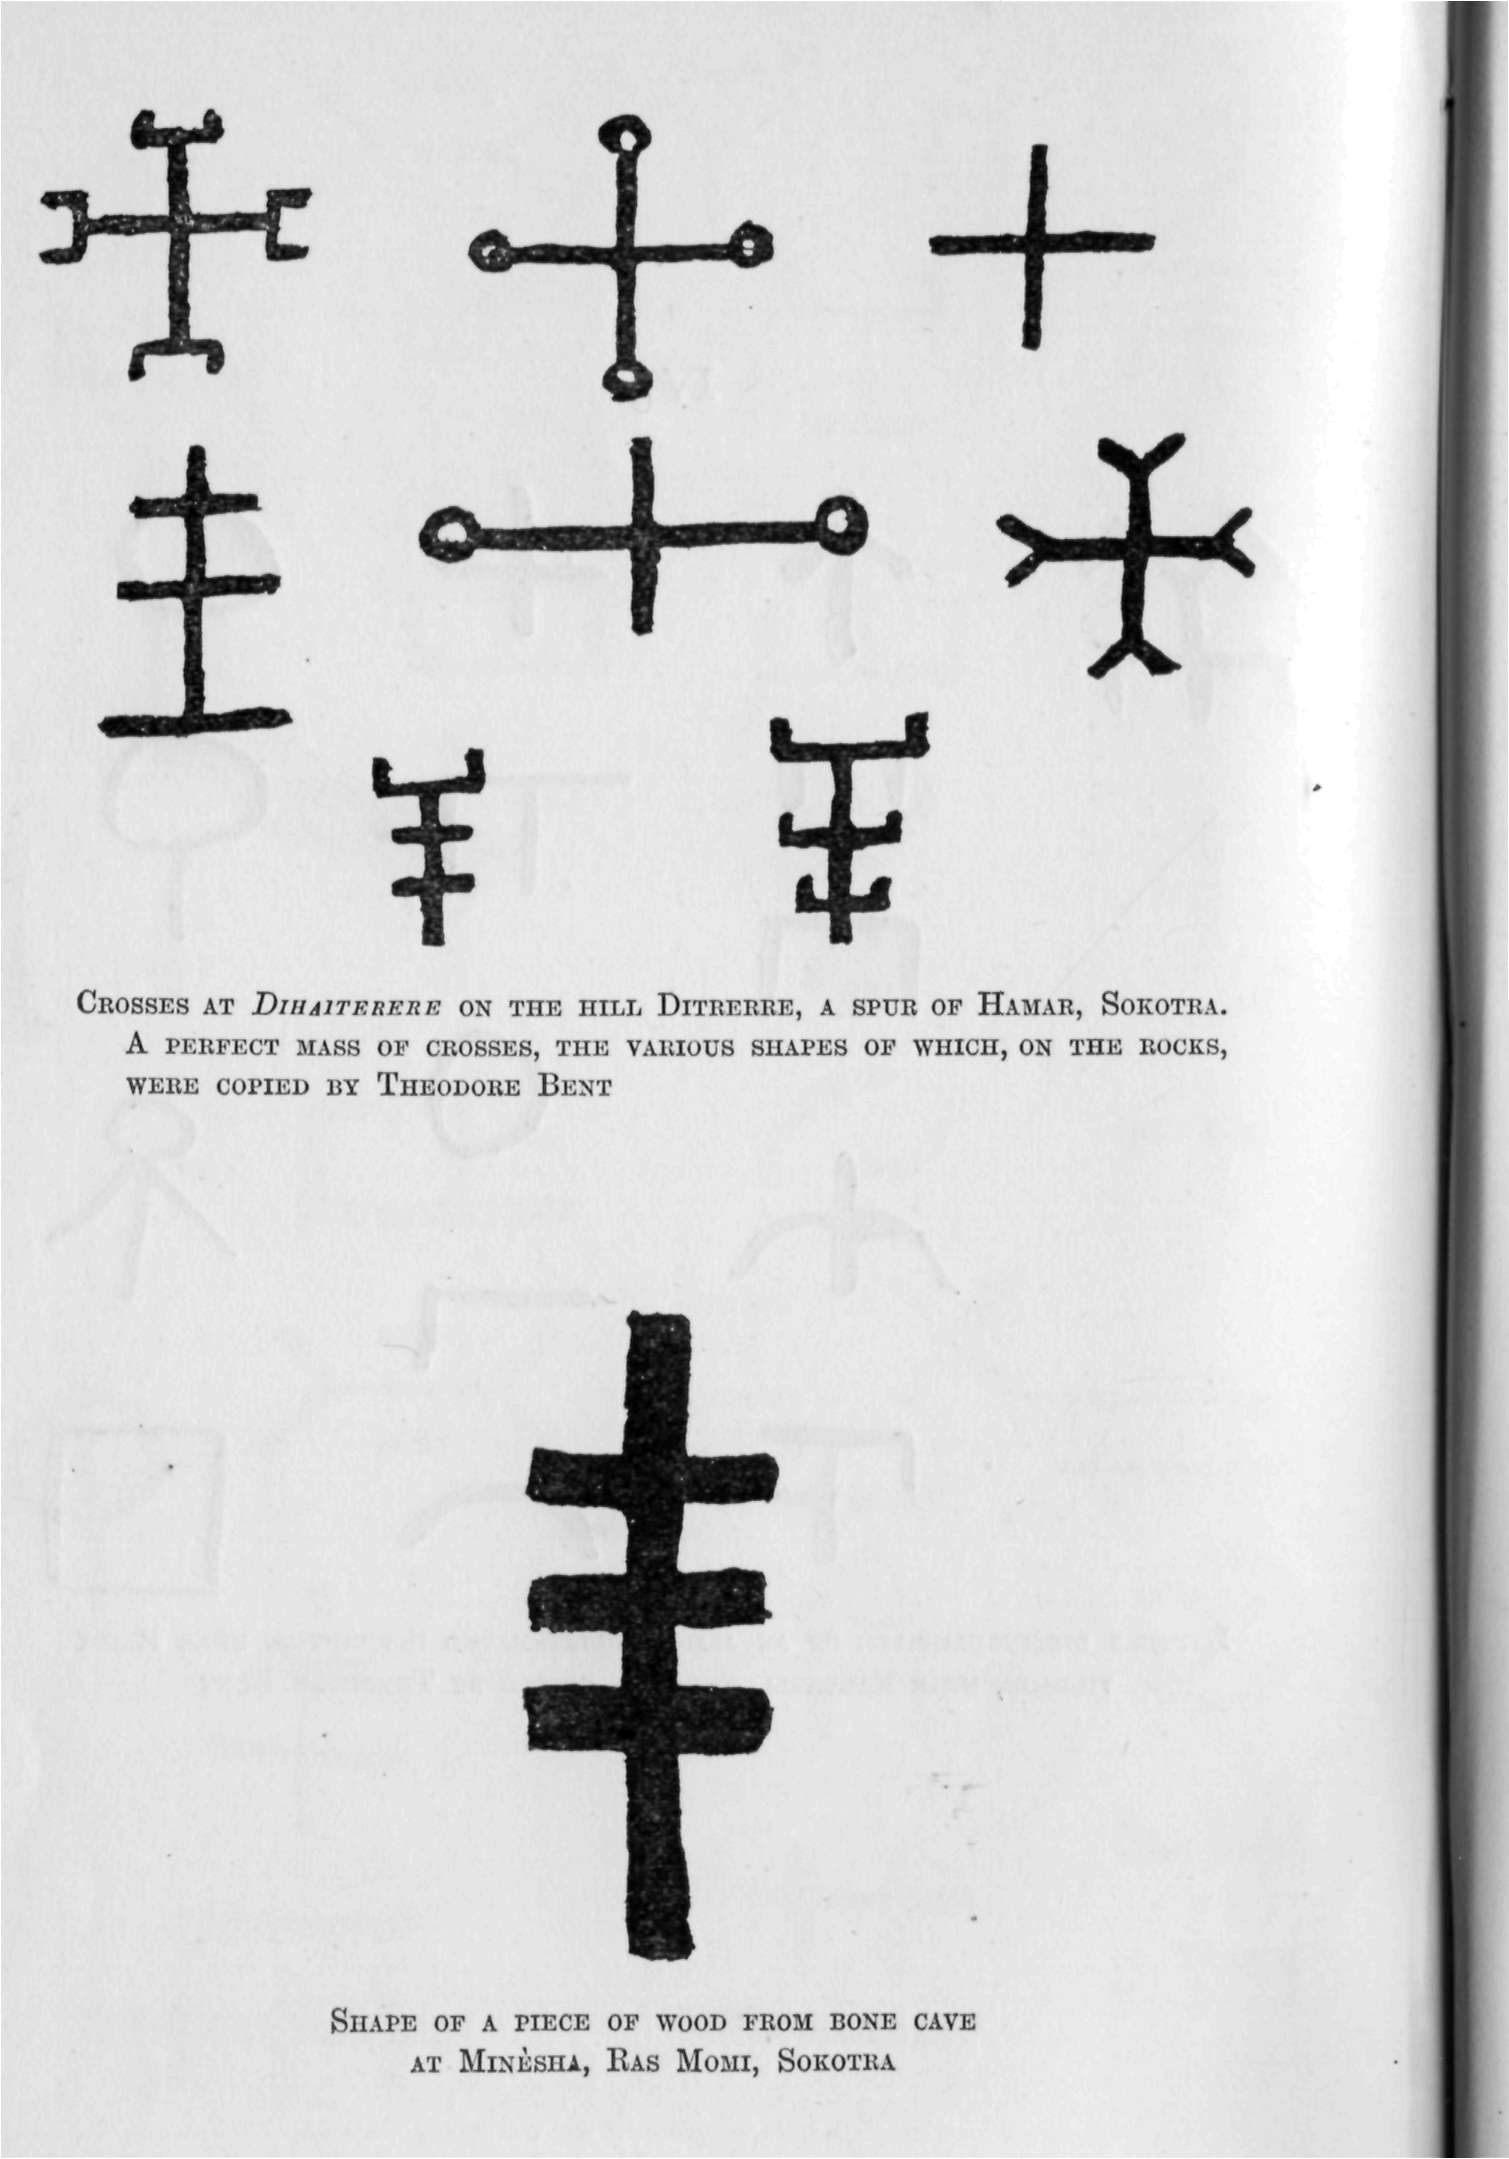 CROSSES AT DIHAITERERE ON THE HILL DITRERRE, A SPUR OF HAMAR, SOKOTRA.
A PERFECT MASS OF CROSSES, THE VARIOUS SHAPES OF WHICH, ON THE ROCKS,
WERE COPIED BY THEODORE BENT
SHAPE OF A PIECE OF WOOD FROM BONE CAVE
AT MINÈSHA, RAS MOMI, SOKOTRA